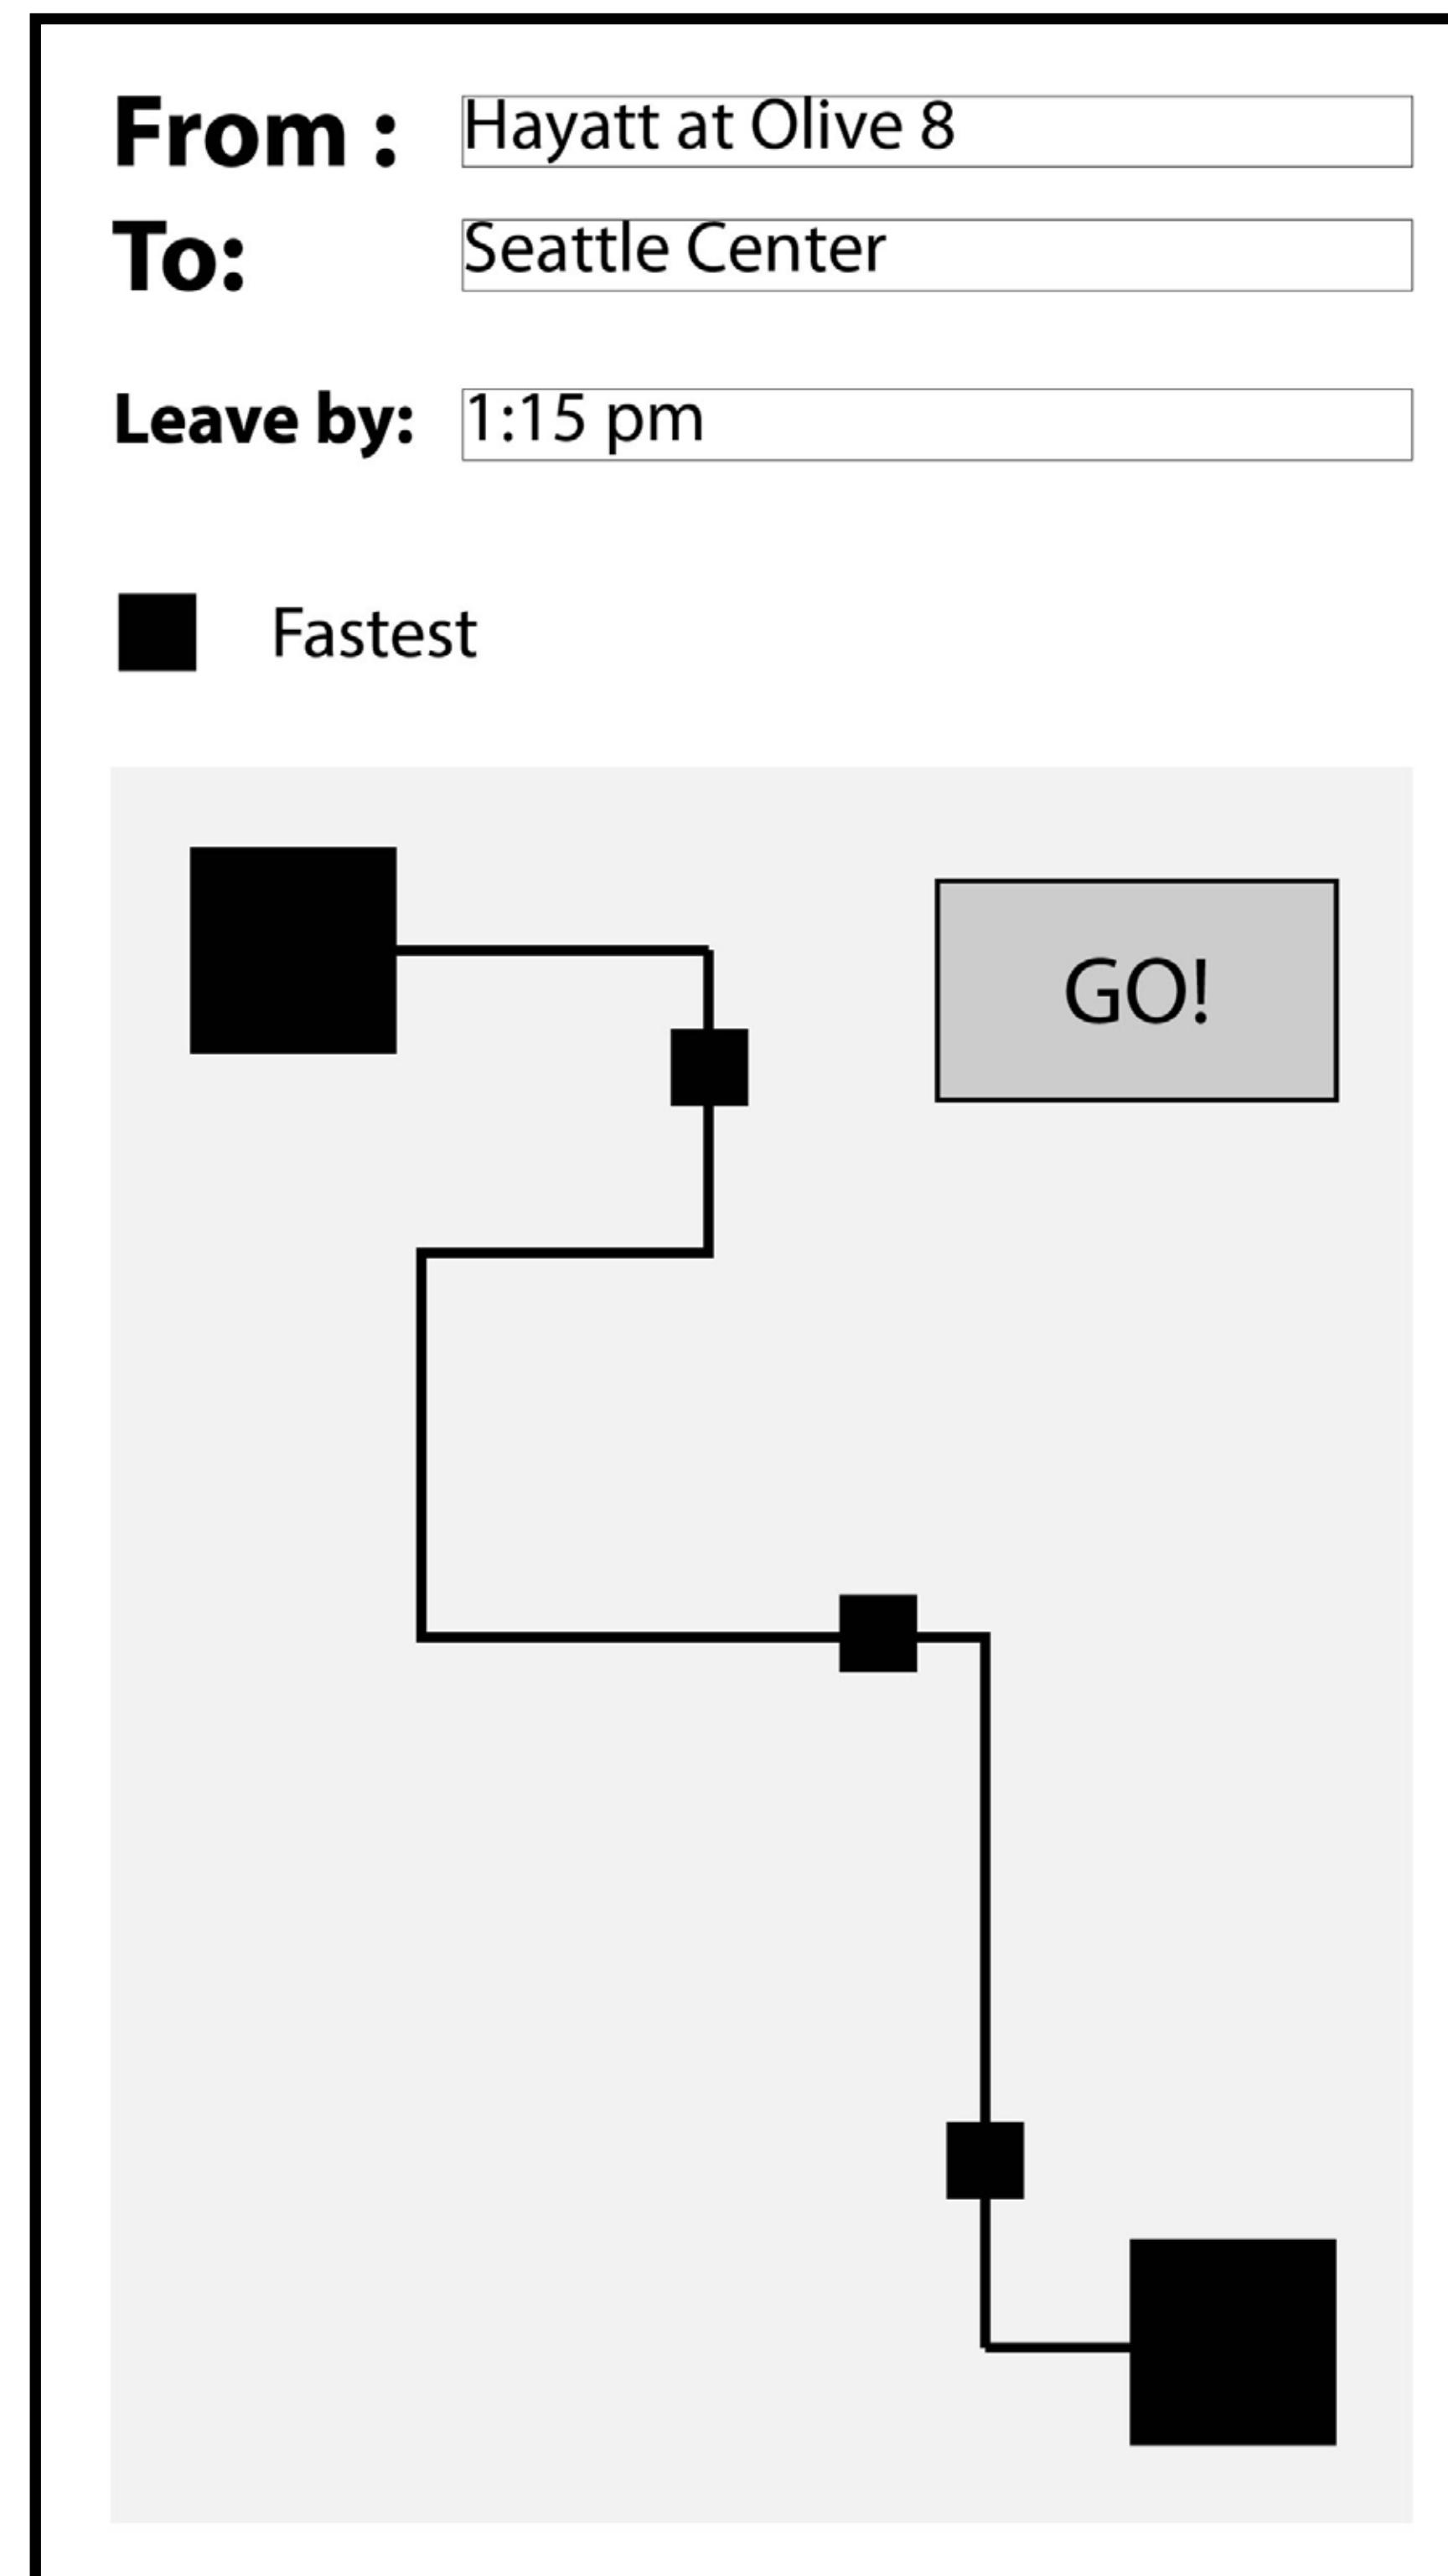 From : Hayatt at Olive 8
To: Seattle Center
Leave by: 1:15 pm
Fastest
GO!